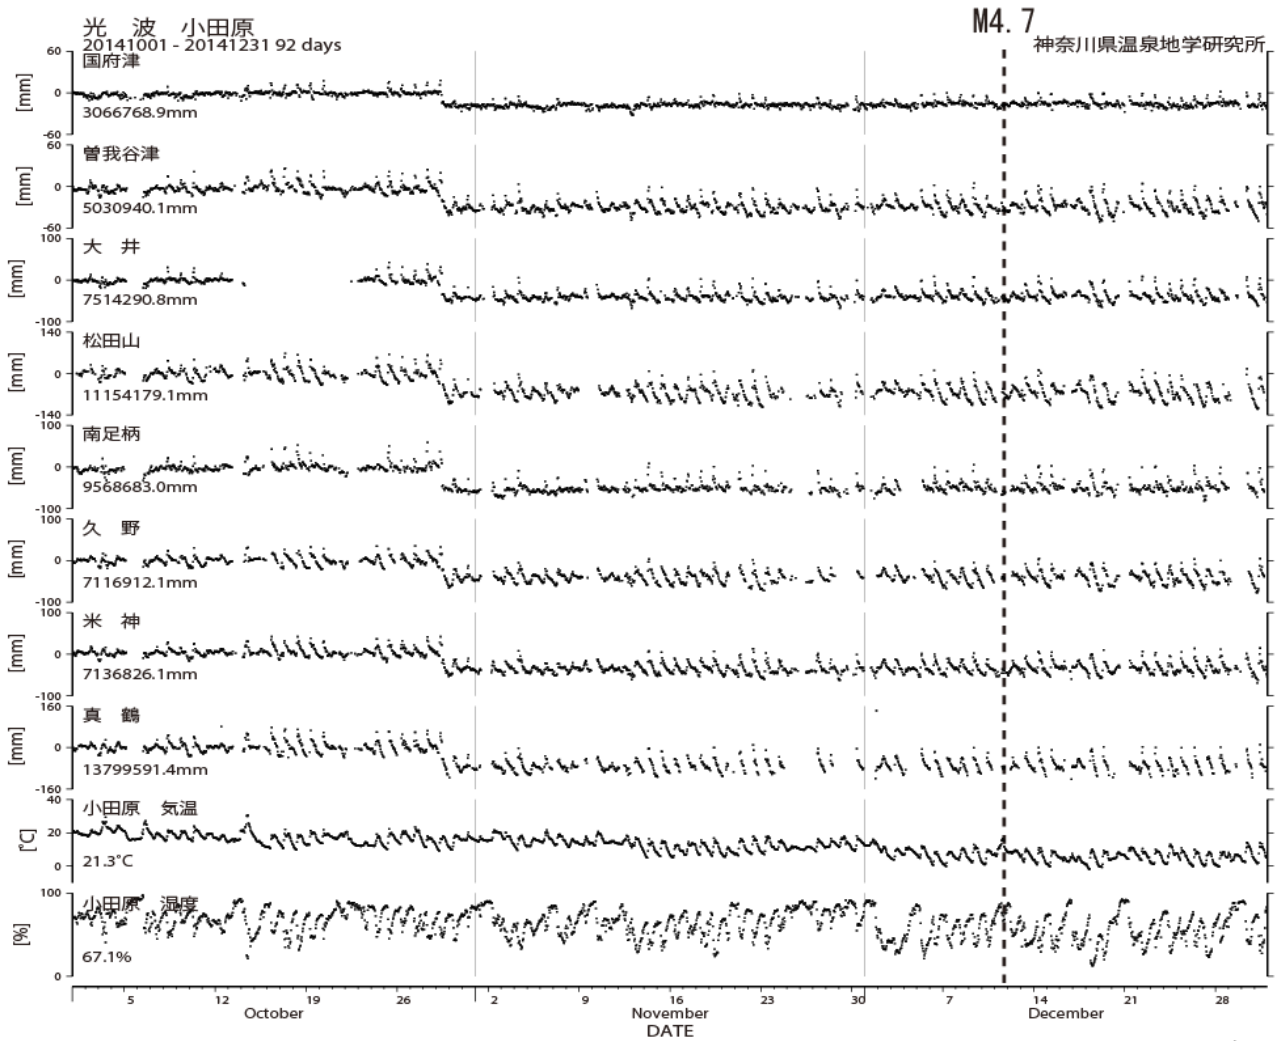 光　波　小田原
20141001 - 20141231 92 days
M4.7
神奈川県温泉地学研究所
60
国府津
[mm]
0
3066768.9mm
-60
60
曽我谷津
[mm]
0
5030940.1mm
-60
100
大　井
[mm]
0
7514290.8mm
-100
140
松田山
[mm]
0
11154179.1mm
-140
100
南足柄
[mm]
0
9568683.0mm
-100
100
久　野
[mm]
0
7116912.1mm
-100
100
米　神
[mm]
0
7136826.1mm
-100
160
真　鶴
[mm]
0
13799591.4mm
-160
40
小田原　気温
[℃]
20
21.3℃
0
100
小田原　湿度
[%]
67.1%
0
5 12 19 26 2 9 16 23 30 7 14 21 28
October November December
DATE